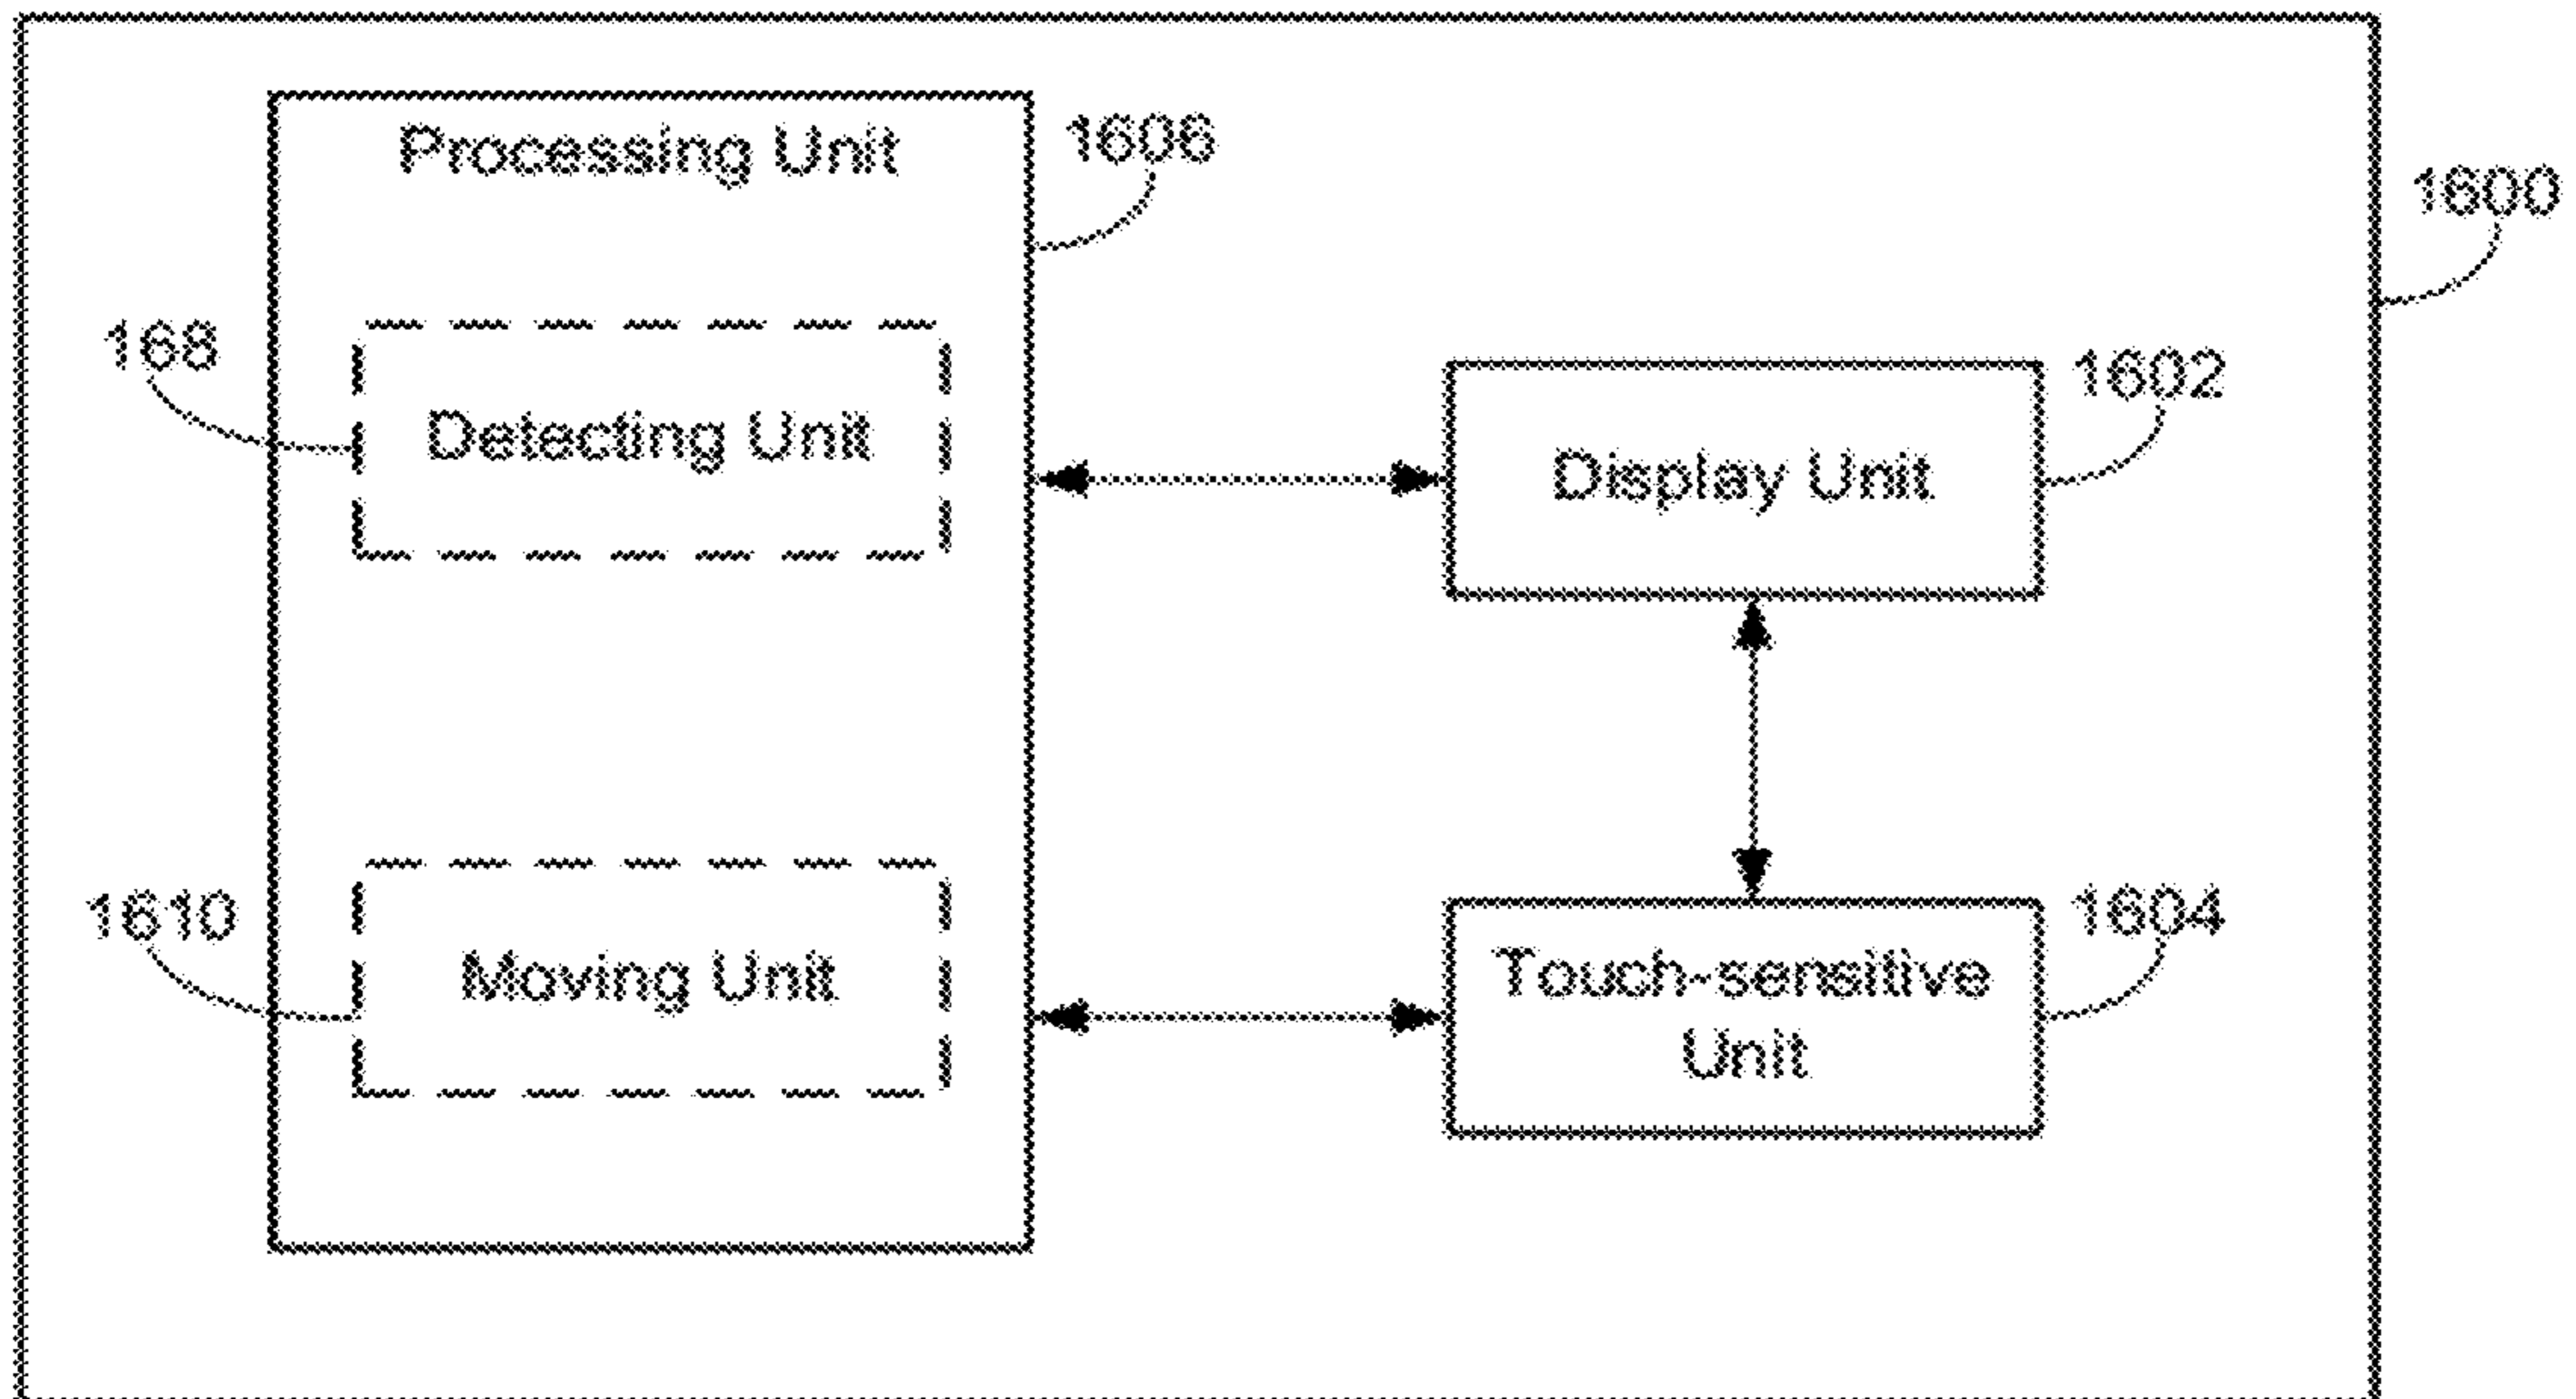 Processing Unit
1606
1600
168
Detecting Unit
1602
Display Unit
1610
Moving Unit
1604
Touch-sensitive
Unit